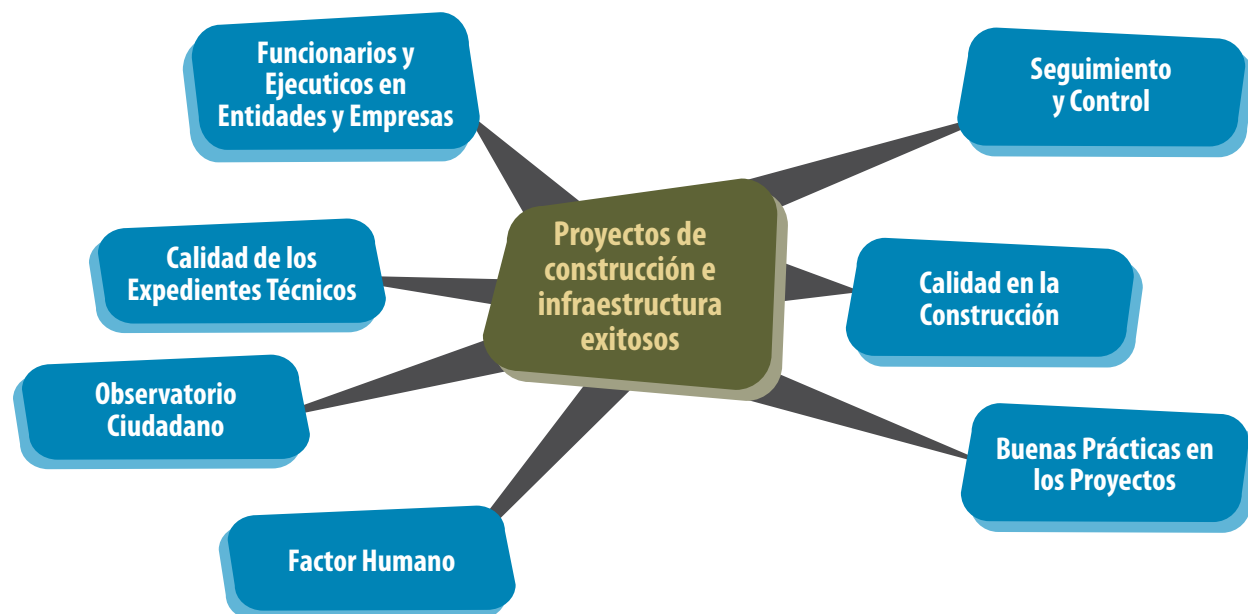 Funcionarios y
Ejecuticos en
Entidades y Empresas
Seguimiento
y Control
Proyectos de
construcción e
infraestructura
exitosos
Calidad de los
Expedientes Técnicos
Calidad en la
Construcción
Observatorio
Ciudadano
Buenas Prácticas en
los Proyectos
Factor Humano